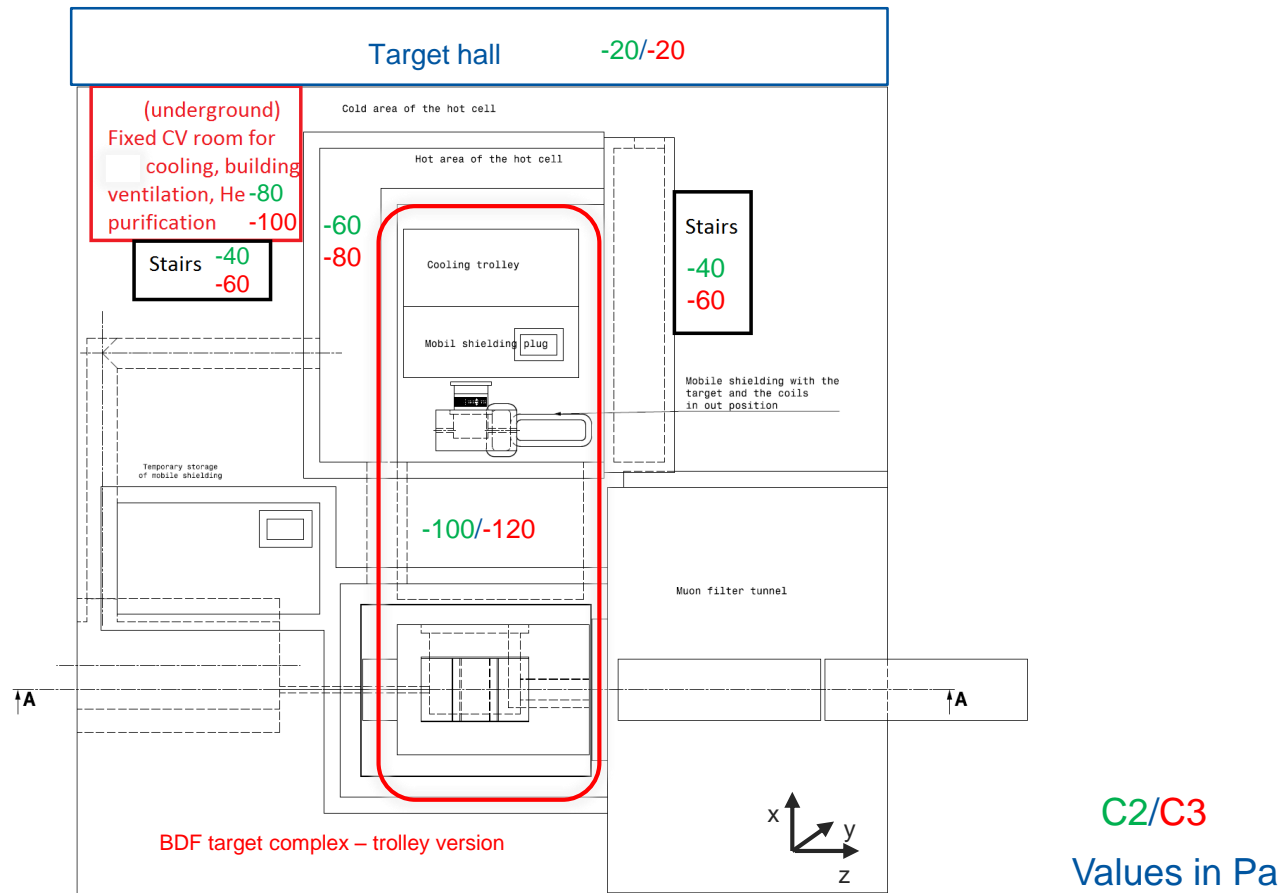 Target hall -20/-20
Cold area of the hot cell
(underground)
Fixed CV room for
cooling, building
ventilation, He -80
purification -100
Hot area of the hot cell
Stairs -40
-60
-60
-80
Stairs
-40
-60
Cooling trolley
Mobil shielding plug
Mobile shielding with the
target and the coils
in out position
Temporary storage
of mobile shielding
-100/-120
Muon filter tunnel
A
A
BDF target complex – trolley version
x
y
z
C2/C3
Values in Pa